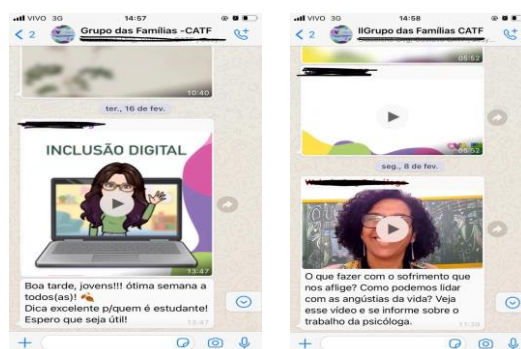 VIVO 3G
14:57
2
Grupo das Famílias -CATF
10:40
ter., 16 de fev.
INCLUSÃO DIGITAL
13:47
Boa tarde, jovens!!! ótima semana a
todos(as)!
Dica excelente p/quem é estudante!
Espero que seja útil!
13:47
VIVO 3G
14:58
2
IIGrupo das Famílias CATF
05:52
05:52
seg., 8 de fev.
O que fazer com o sofrimento que
nos aflige? Como podemos lidar
com as angústias da vida? Veja
esse vídeo e se informe sobre o
trabalho da psicóloga.
11:39